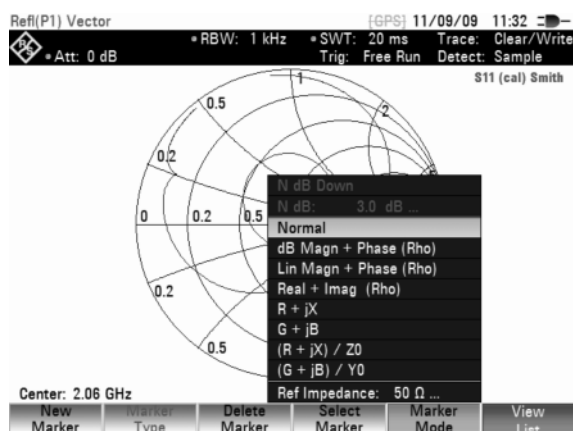 Refl(P1) Vector [GPS] 11/09/09 11:32
RBW: 1 kHz SWT: 20 ms Trace: Clear/Write
Att: 0 dB Trig: Free Run Detect: Sample
S11 (cal) Smith
1
0.5 2
0.2
0 0.2 0.5
0.2
0.5
N dB Down
N dB: 3.0 dB ...
Normal
dB Magn + Phase (Rho)
Lin Magn + Phase (Rho)
Real + Imag (Rho)
R + jX
G + jB
(R + jX) / Z0
(G + jB) / Y0
Ref Impedance: 50 Ω ...
Center: 2.06 GHz
New Marker Delete Select Marker View
Marker Type Marker Marker Mode List